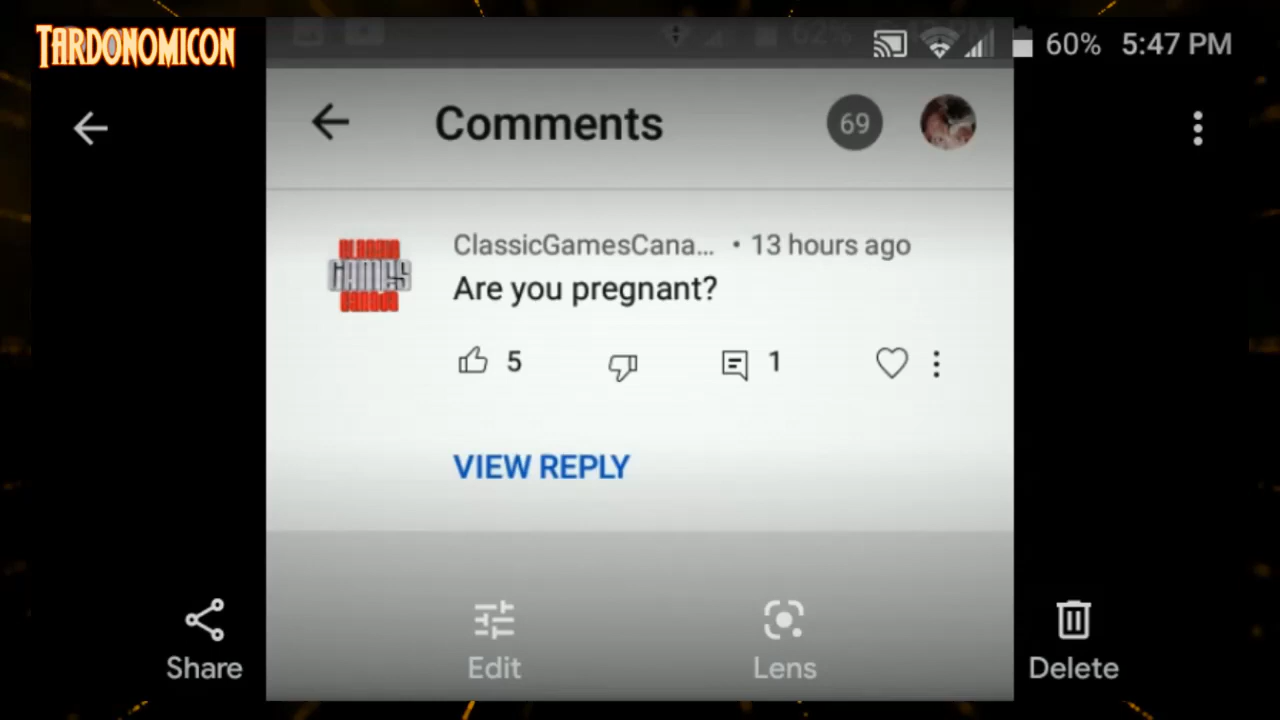 TARDONOMICON
60% 5:47 PM
Comments
69
ClassicGamesCana... • 13 hours ago
Are you pregnant?
5
1
VIEW REPLY
Share
Edit
Lens
Delete